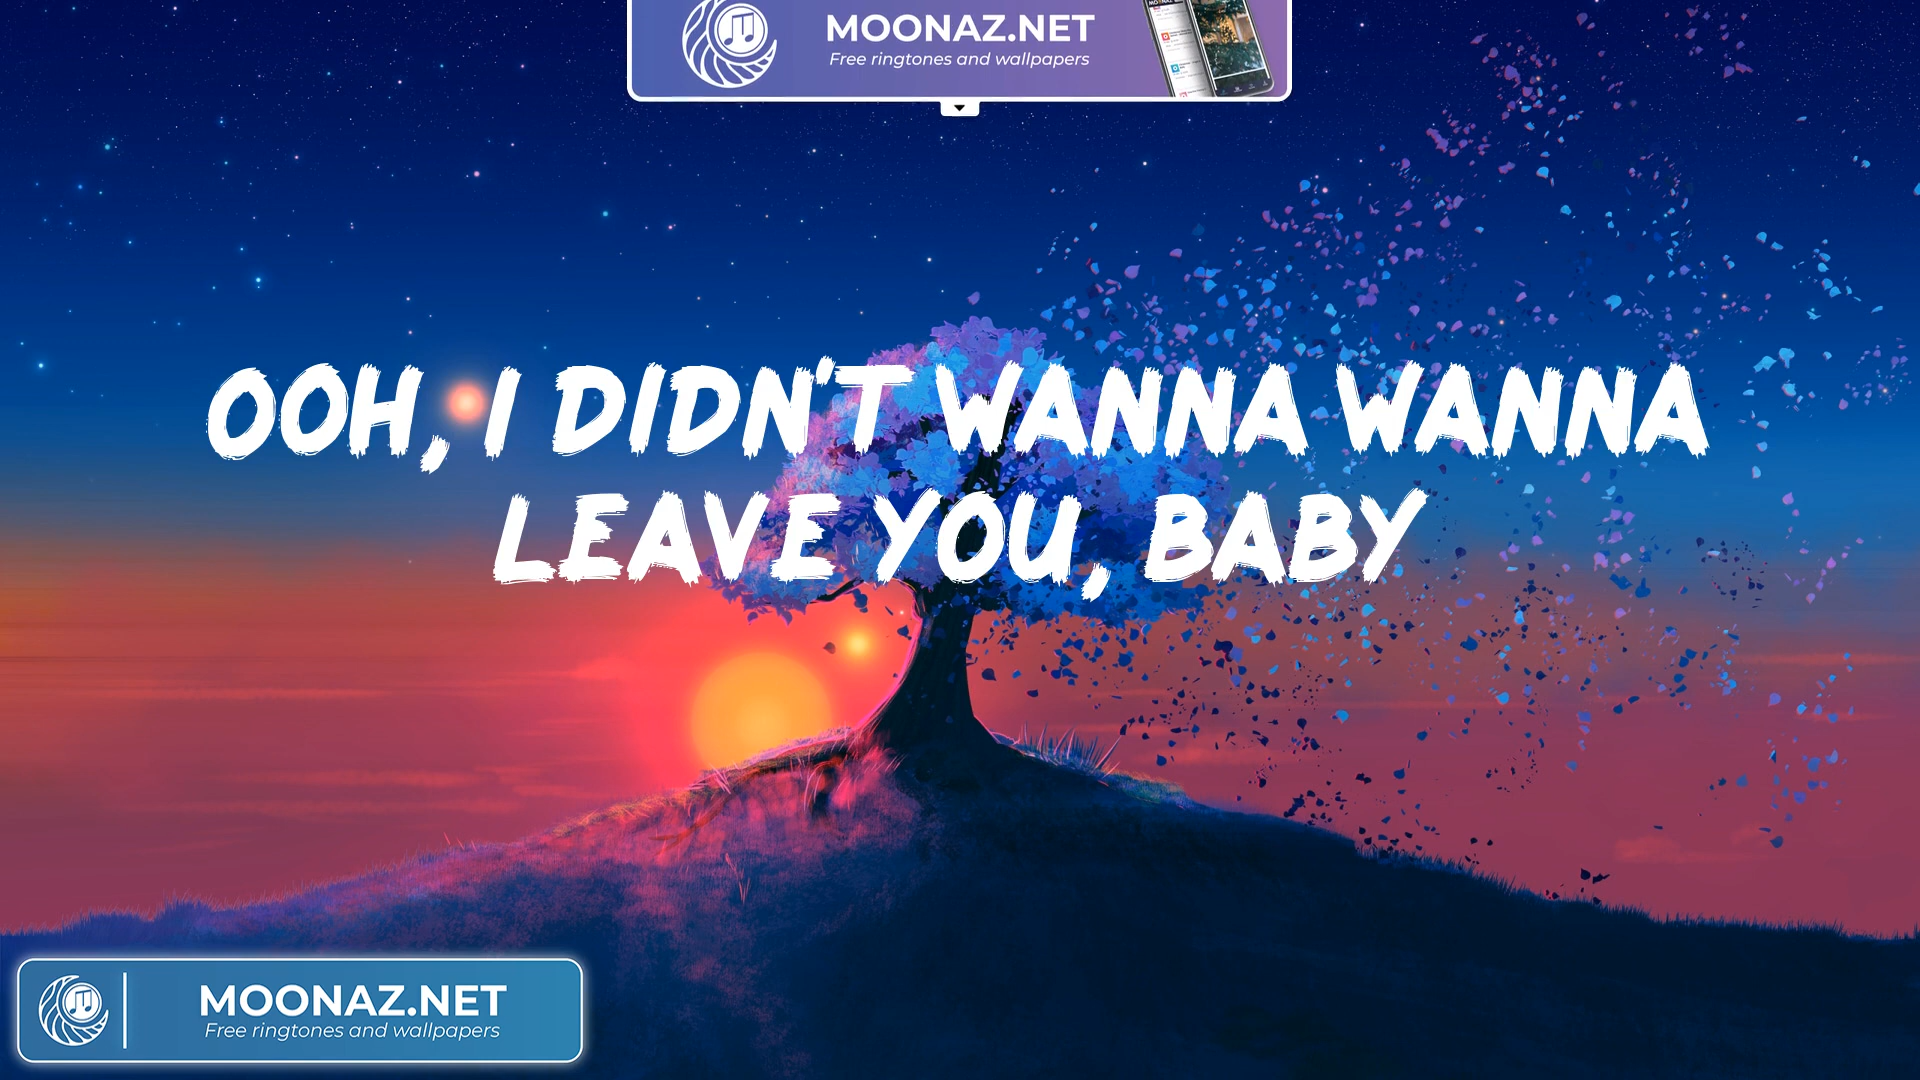 MOONAZ.NET
Free ringtones and wallpapers
OOH, I DIDN'T WANNA WANNA
LEAVE YOU, BABY
MOONAZ.NET
Free ringtones and wallpapers